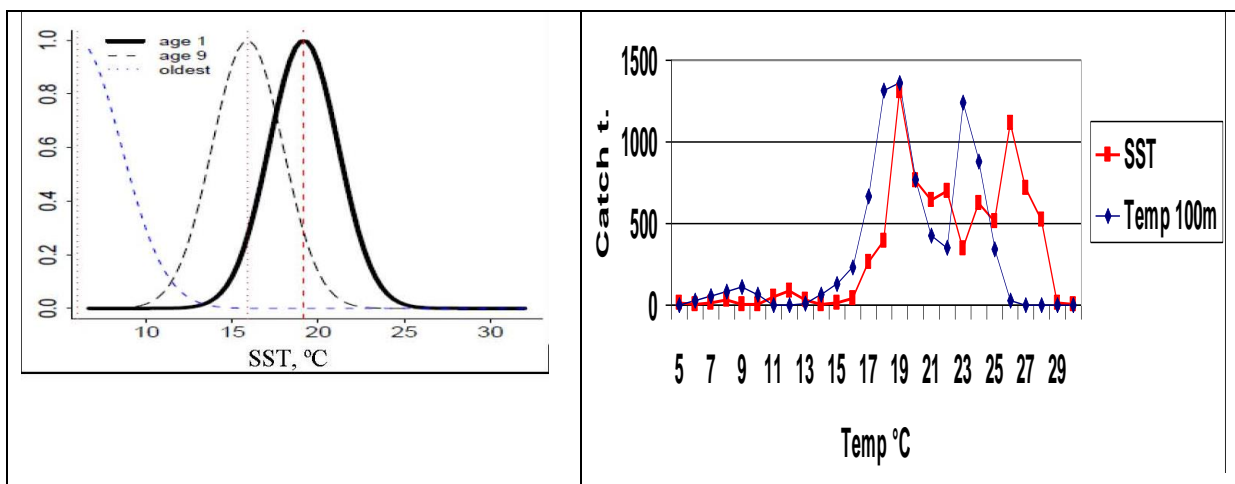 age 1
age 9
oldest
1.0
0.8
0.6
0.4
0.2
0.0
10 15 20 25 30
SST, ºC
1500
1000
500
0
Catch t.
5 7 9 11 13 15 17 19 21 23 25 27 29
Temp °C
SST
Temp 100m